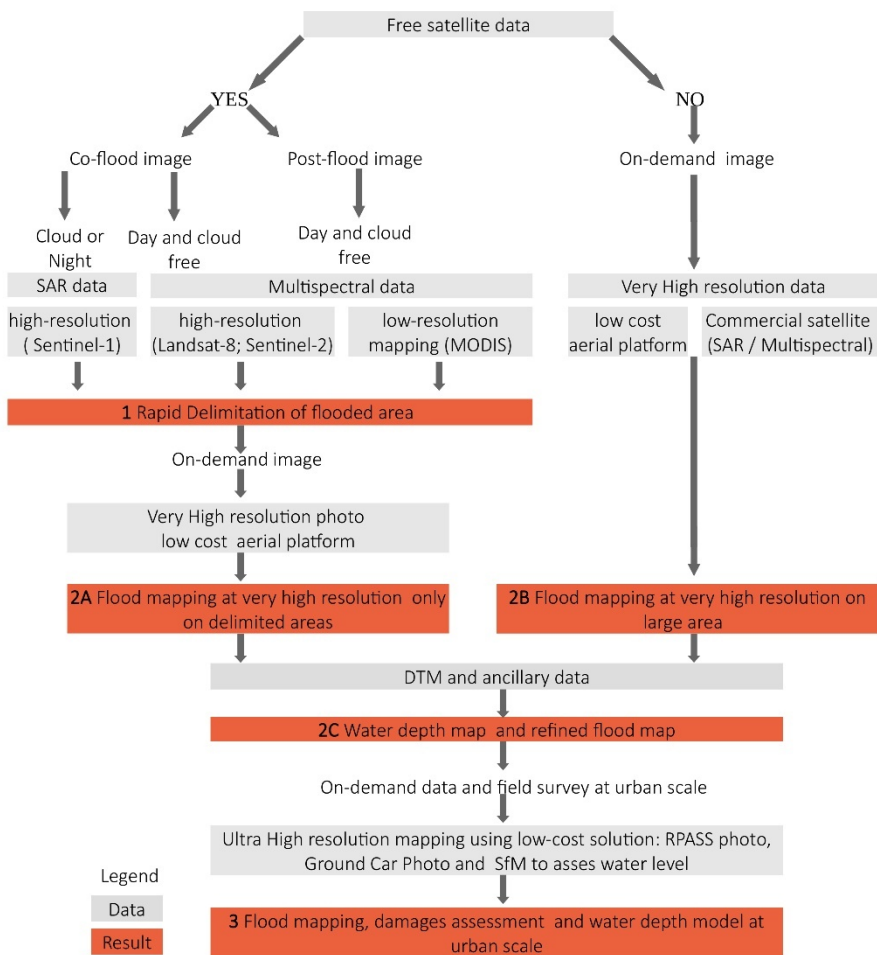 Free satellite data
YES
NO
Co-flood image
Post-flood image
On-demand image
Cloud or
Night
Day and cloud
free
Day and cloud
free
SAR data
Multispectral data
Very High resolution data
high-resolution
( Sentinel-1)
high-resolution
(Landsat-8; Sentinel-2)
low-resolution
mapping (MODIS)
low cost
aerial platform
Commercial satellite
(SAR / Multispectral)
1 Rapid Delimitation of flooded area
On-demand image
Very High resolution photo
low cost aerial platform
2A Flood mapping at very high resolution only
on delimited areas
2B Flood mapping at very high resolution on
large area
DTM and ancillary data
2C Water depth map and refined flood map
On-demand data and field survey at urban scale
Ultra High resolution mapping using low-cost solution: RPASS photo,
Ground Car Photo and SfM to asses water level
Legend
Data
Result
3 Flood mapping, damages assessment and water depth model at
urban scale